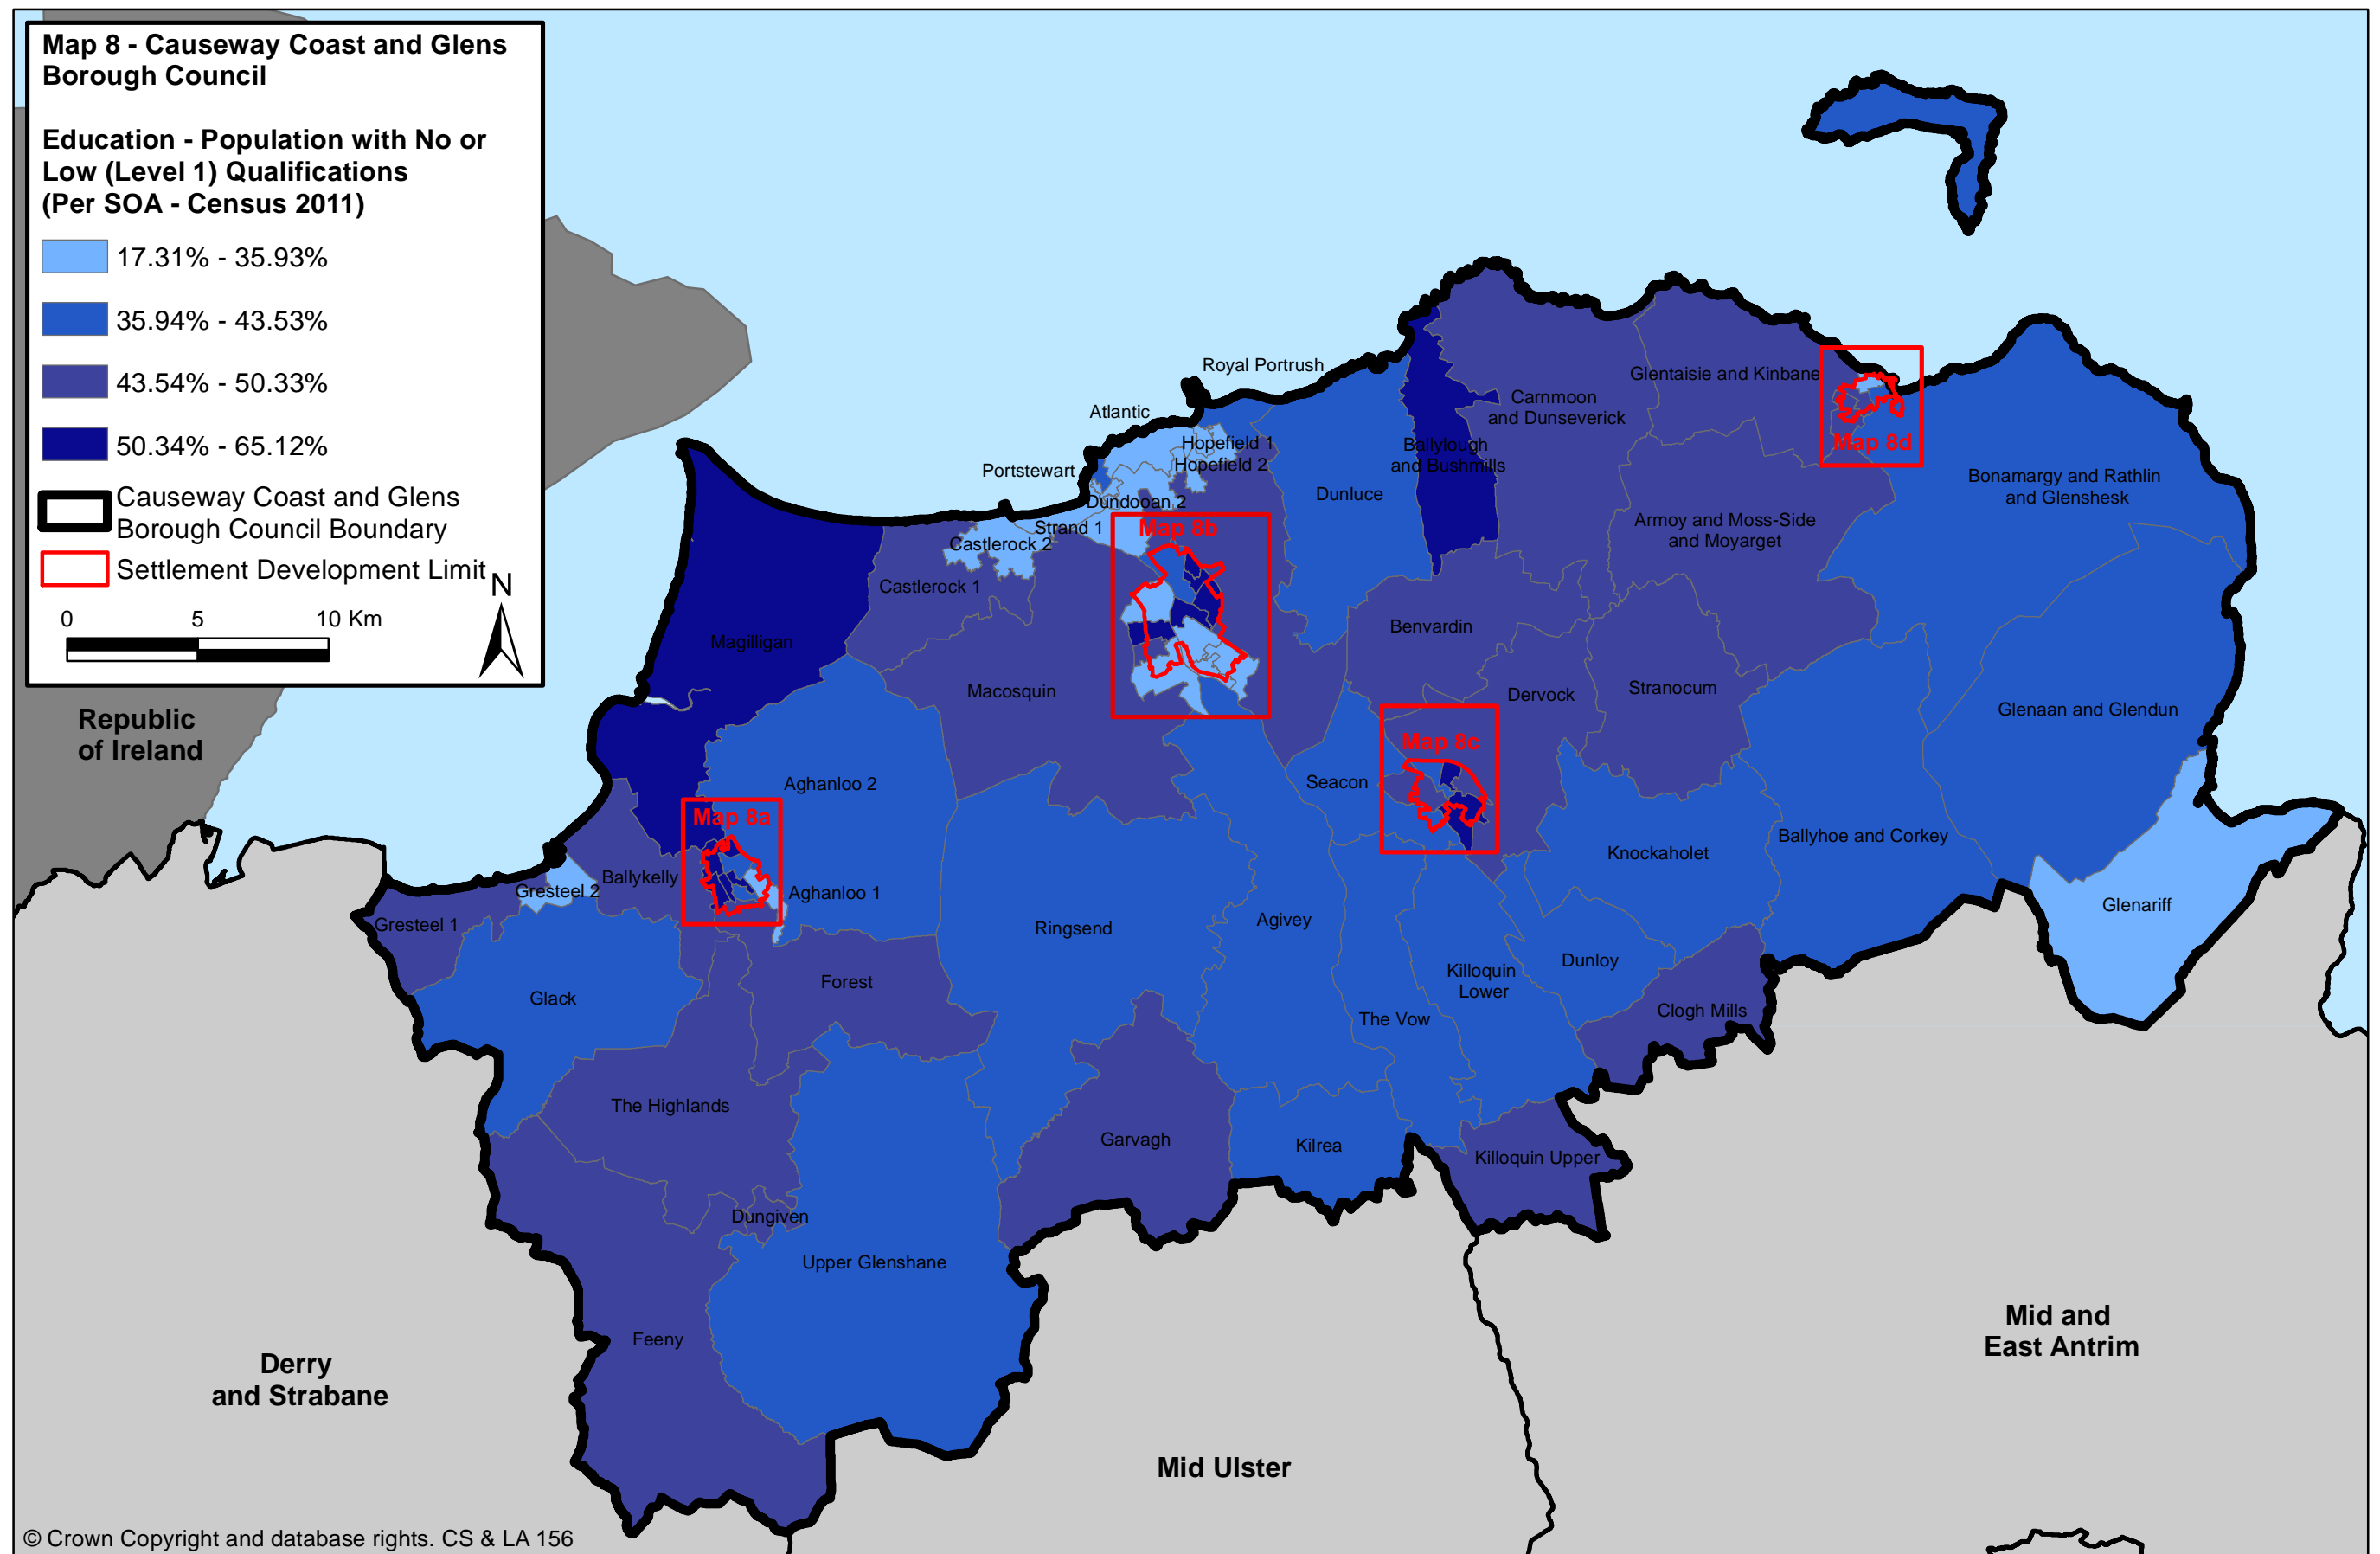 Map 8 - Causeway Coast and Glens
Borough Council
Education - Population with No or
Low (Level 1) Qualifications
(Per SOA - Census 2011)
17.31% - 35.93%
35.94% - 43.53%
43.54% - 50.33%
50.34% - 65.12%
Causeway Coast and Glens
Borough Council Boundary
Settlement Development Limit
N
0 5 10 Km
Royal Portrush
Atlantic
Hopefield 1
Hopefield 2
Portstewart
Dundooan 2
Strand 1
Castlerock 2
Castlerock 1
Map 8b
Dunluce
Ballylough
and Bushmills
Carnmoon
and Dunseverick
Glentaisie and Kinbane
Map 8d
Bonamargy and Rathlin
and Glenshesk
Armoy and Moss-Side
and Moyarget
Magilligan
Macosquin
Benvardin
Dervock
Stranocum
Glenaan and Glendun
Republic
of Ireland
Map 8c
Seacon
Aghanloo 2
Map 8a
Knockaholet
Ballyhoe and Corkey
Ballykelly
Aghanloo 1
Gresteel 2
Gresteel 1
Glenariff
Ringsend
Agivey
Dunloy
Killoquin
Lower
Forest
Glack
The Vow
Clogh Mills
The Highlands
Garvagh
Kilrea
Killoquin Upper
Dungiven
Upper Glenshane
Feeny
Derry
and Strabane
Mid and
East Antrim
Mid Ulster
© Crown Copyright and database rights. CS & LA 156